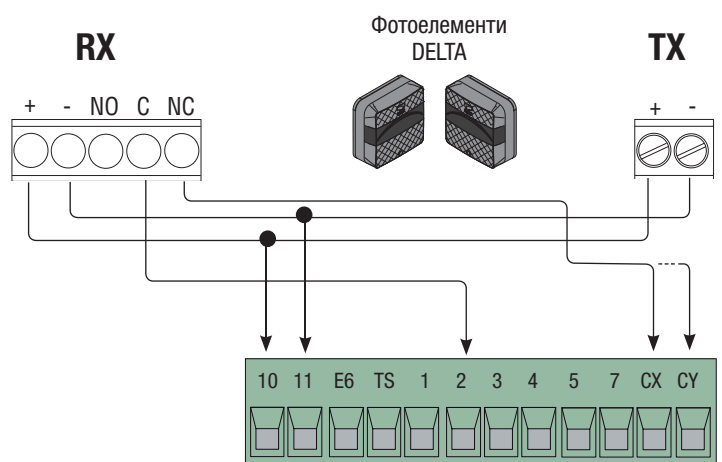 Фотоелементи
DELTA
RX
TX
+ - NO C NC
+ -
10 11 E6 TS 1 2 3 4 5 7 CX CY